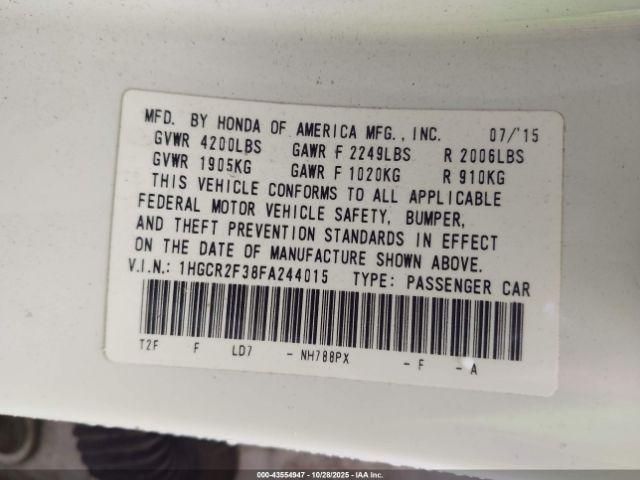 MFD. BY HONDA OF AMERICA MFG., INC. 07/'15
GVWR 4200LBS GAWR F 2249LBS R 2006LBS
GVWR 1905KG GAWR F 1020KG R 910KG
THIS VEHICLE CONFORMS TO ALL APPLICABLE
FEDERAL MOTOR VEHICLE SAFETY, BUMPER,
AND THEFT PREVENTION STANDARDS IN EFFECT
ON THE DATE OF MANUFACTURE SHOWN ABOVE.
V.I.N.: 1HGCR2F38FA244015 TYPE: PASSENGER CAR
T2F F LD7 - NH788PX - F - A
000-43554947 - 10/28/2025 - IAA Inc.